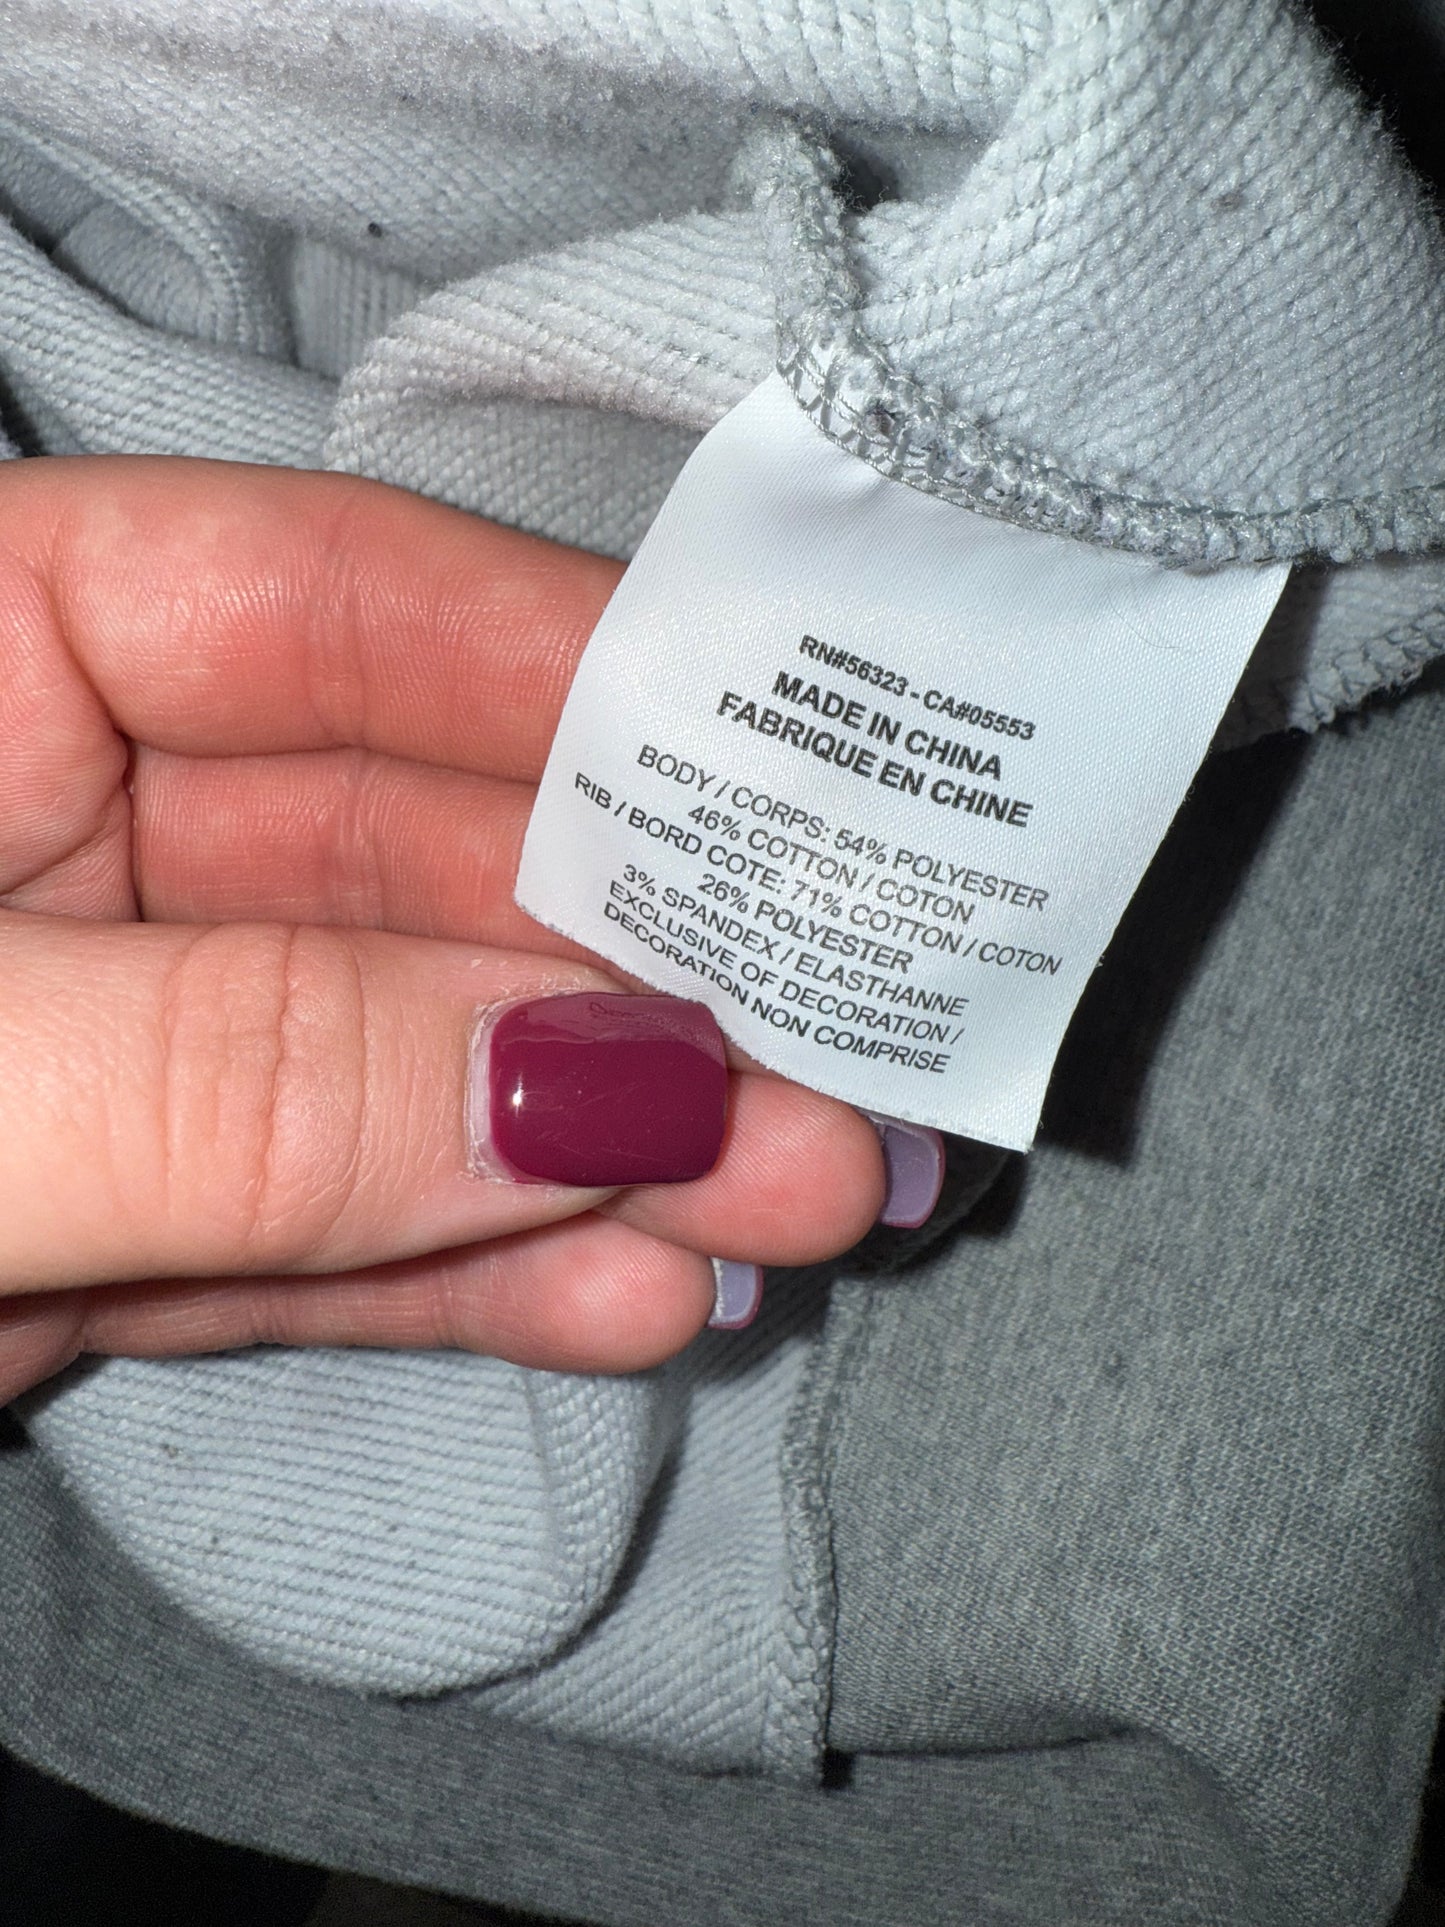 RN#56323 - CA#05553
MADE IN CHINA
FABRIQUE EN CHINE
BODY / CORPS: 54% POLYESTER
46% COTTON / COTON
RIB / BORD COTE: 71% COTTON / COTON
26% POLYESTER
3% SPANDEX / ELASTHANNE
EXCLUSIVE OF DECORATION /
DECORATION NON COMPRISE